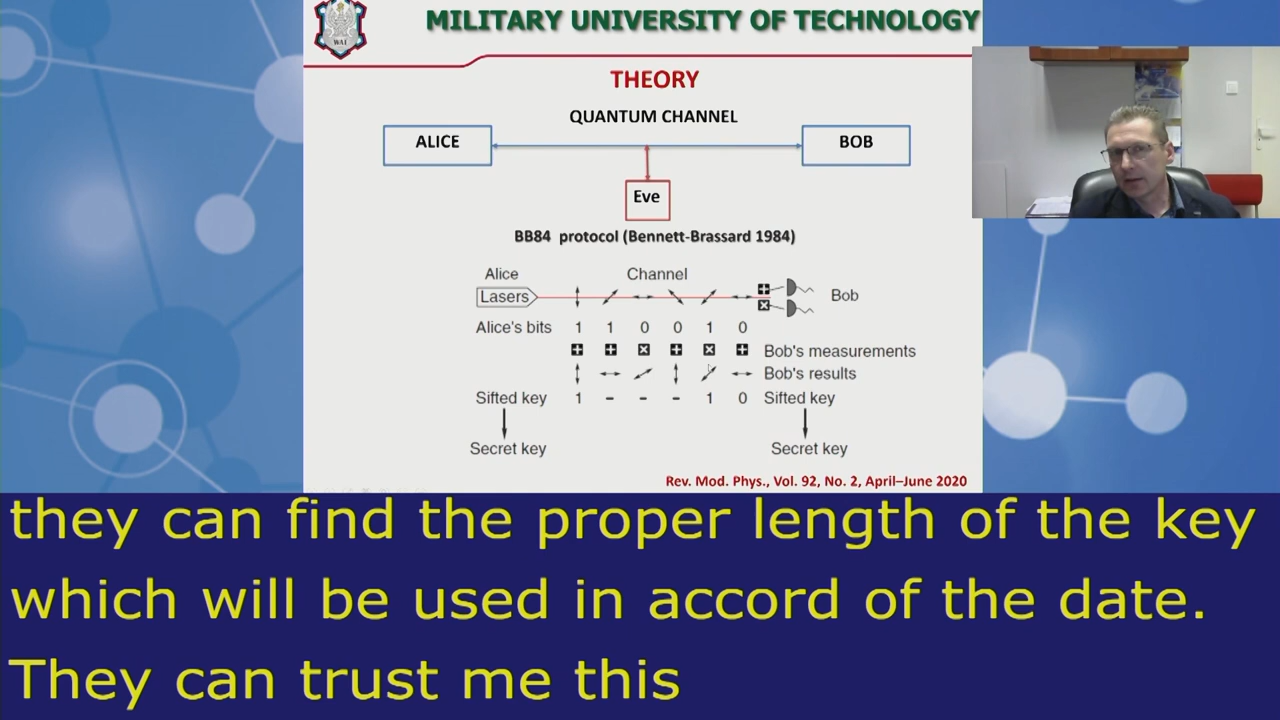 WAT
MILITARY UNIVERSITY OF TECHNOLOGY
THEORY
QUANTUM CHANNEL
ALICE
BOB
Eve
BB84 protocol (Bennett-Brassard 1984)
Alice Channel
Lasers Bob
Alice's bits 1 1 0 0 1 0
Bob's measurements
Bob's results
Sifted key 1 - - - 1 0 Sifted key
Secret key Secret key
Rev. Mod. Phys., Vol. 92, No. 2, April–June 2020
they can find the proper length of the key
which will be used in accord of the date.
They can trust me this